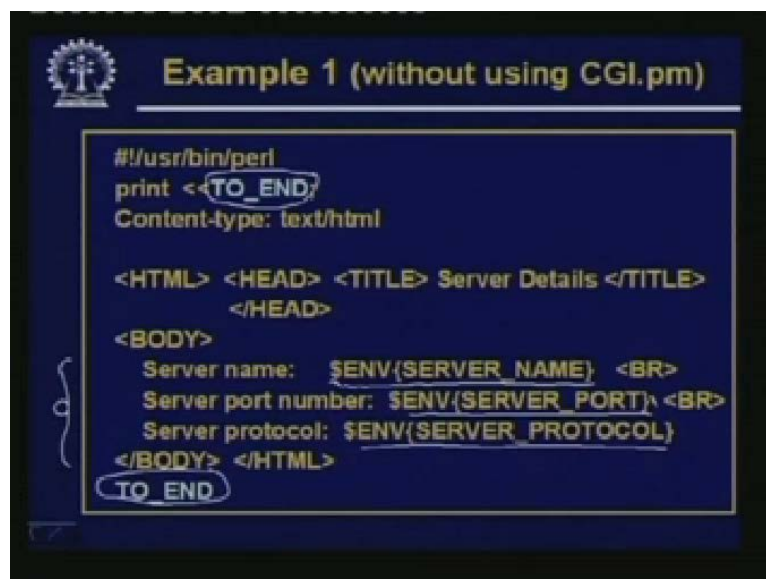 Example 1 (without using CGI.pm)
#!/usr/bin/perl
print <<TO_END;
Content-type: text/html
<HTML> <HEAD> <TITLE> Server Details </TITLE>
</HEAD>
<BODY>
Server name: $ENV{SERVER_NAME} <BR>
Server port number: $ENV{SERVER_PORT} <BR>
Server protocol: $ENV{SERVER_PROTOCOL}
</BODY> </HTML>
TO_END